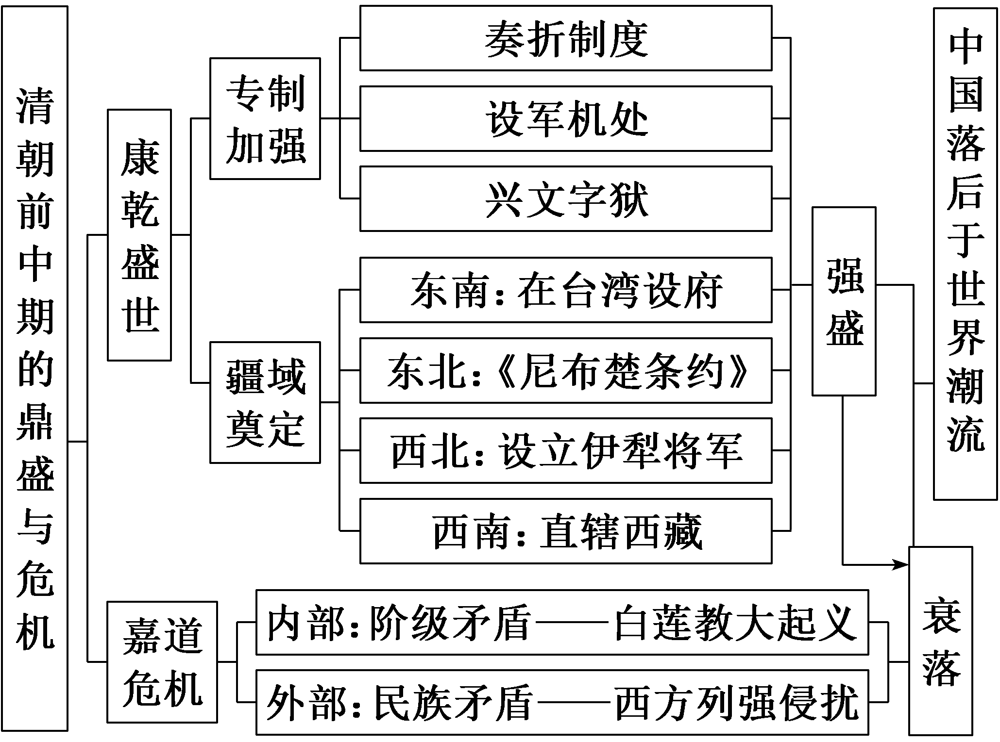 清朝前中期的鼎盛与危机
康乾盛世
专制
加强
奏折制度
设军机处
兴文字狱
疆域
奠定
东南：在台湾设府
东北：《尼布楚条约》
西北：设立伊犁将军
西南：直辖西藏
强盛
嘉道
危机
内部：阶级矛盾——白莲教大起义
外部：民族矛盾——西方列强侵扰
衰落
中国落后于世界潮流